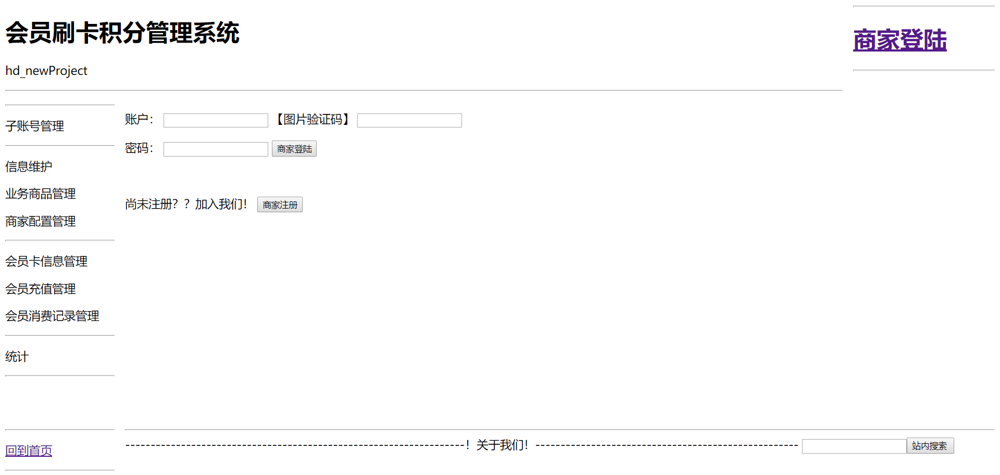 会员刷卡积分管理系统
hd_newProject
商家登陆
子账号管理
信息维护
业务商品管理
商家配置管理
会员卡信息管理
会员充值管理
会员消费记录管理
统计
账户： 【图片验证码】
密码： 商家登陆
尚未注册？？加入我们！ 商家注册
回到首页
-------------------------------------------------------------------！关于我们！---------------------------------------------------- 站内搜索